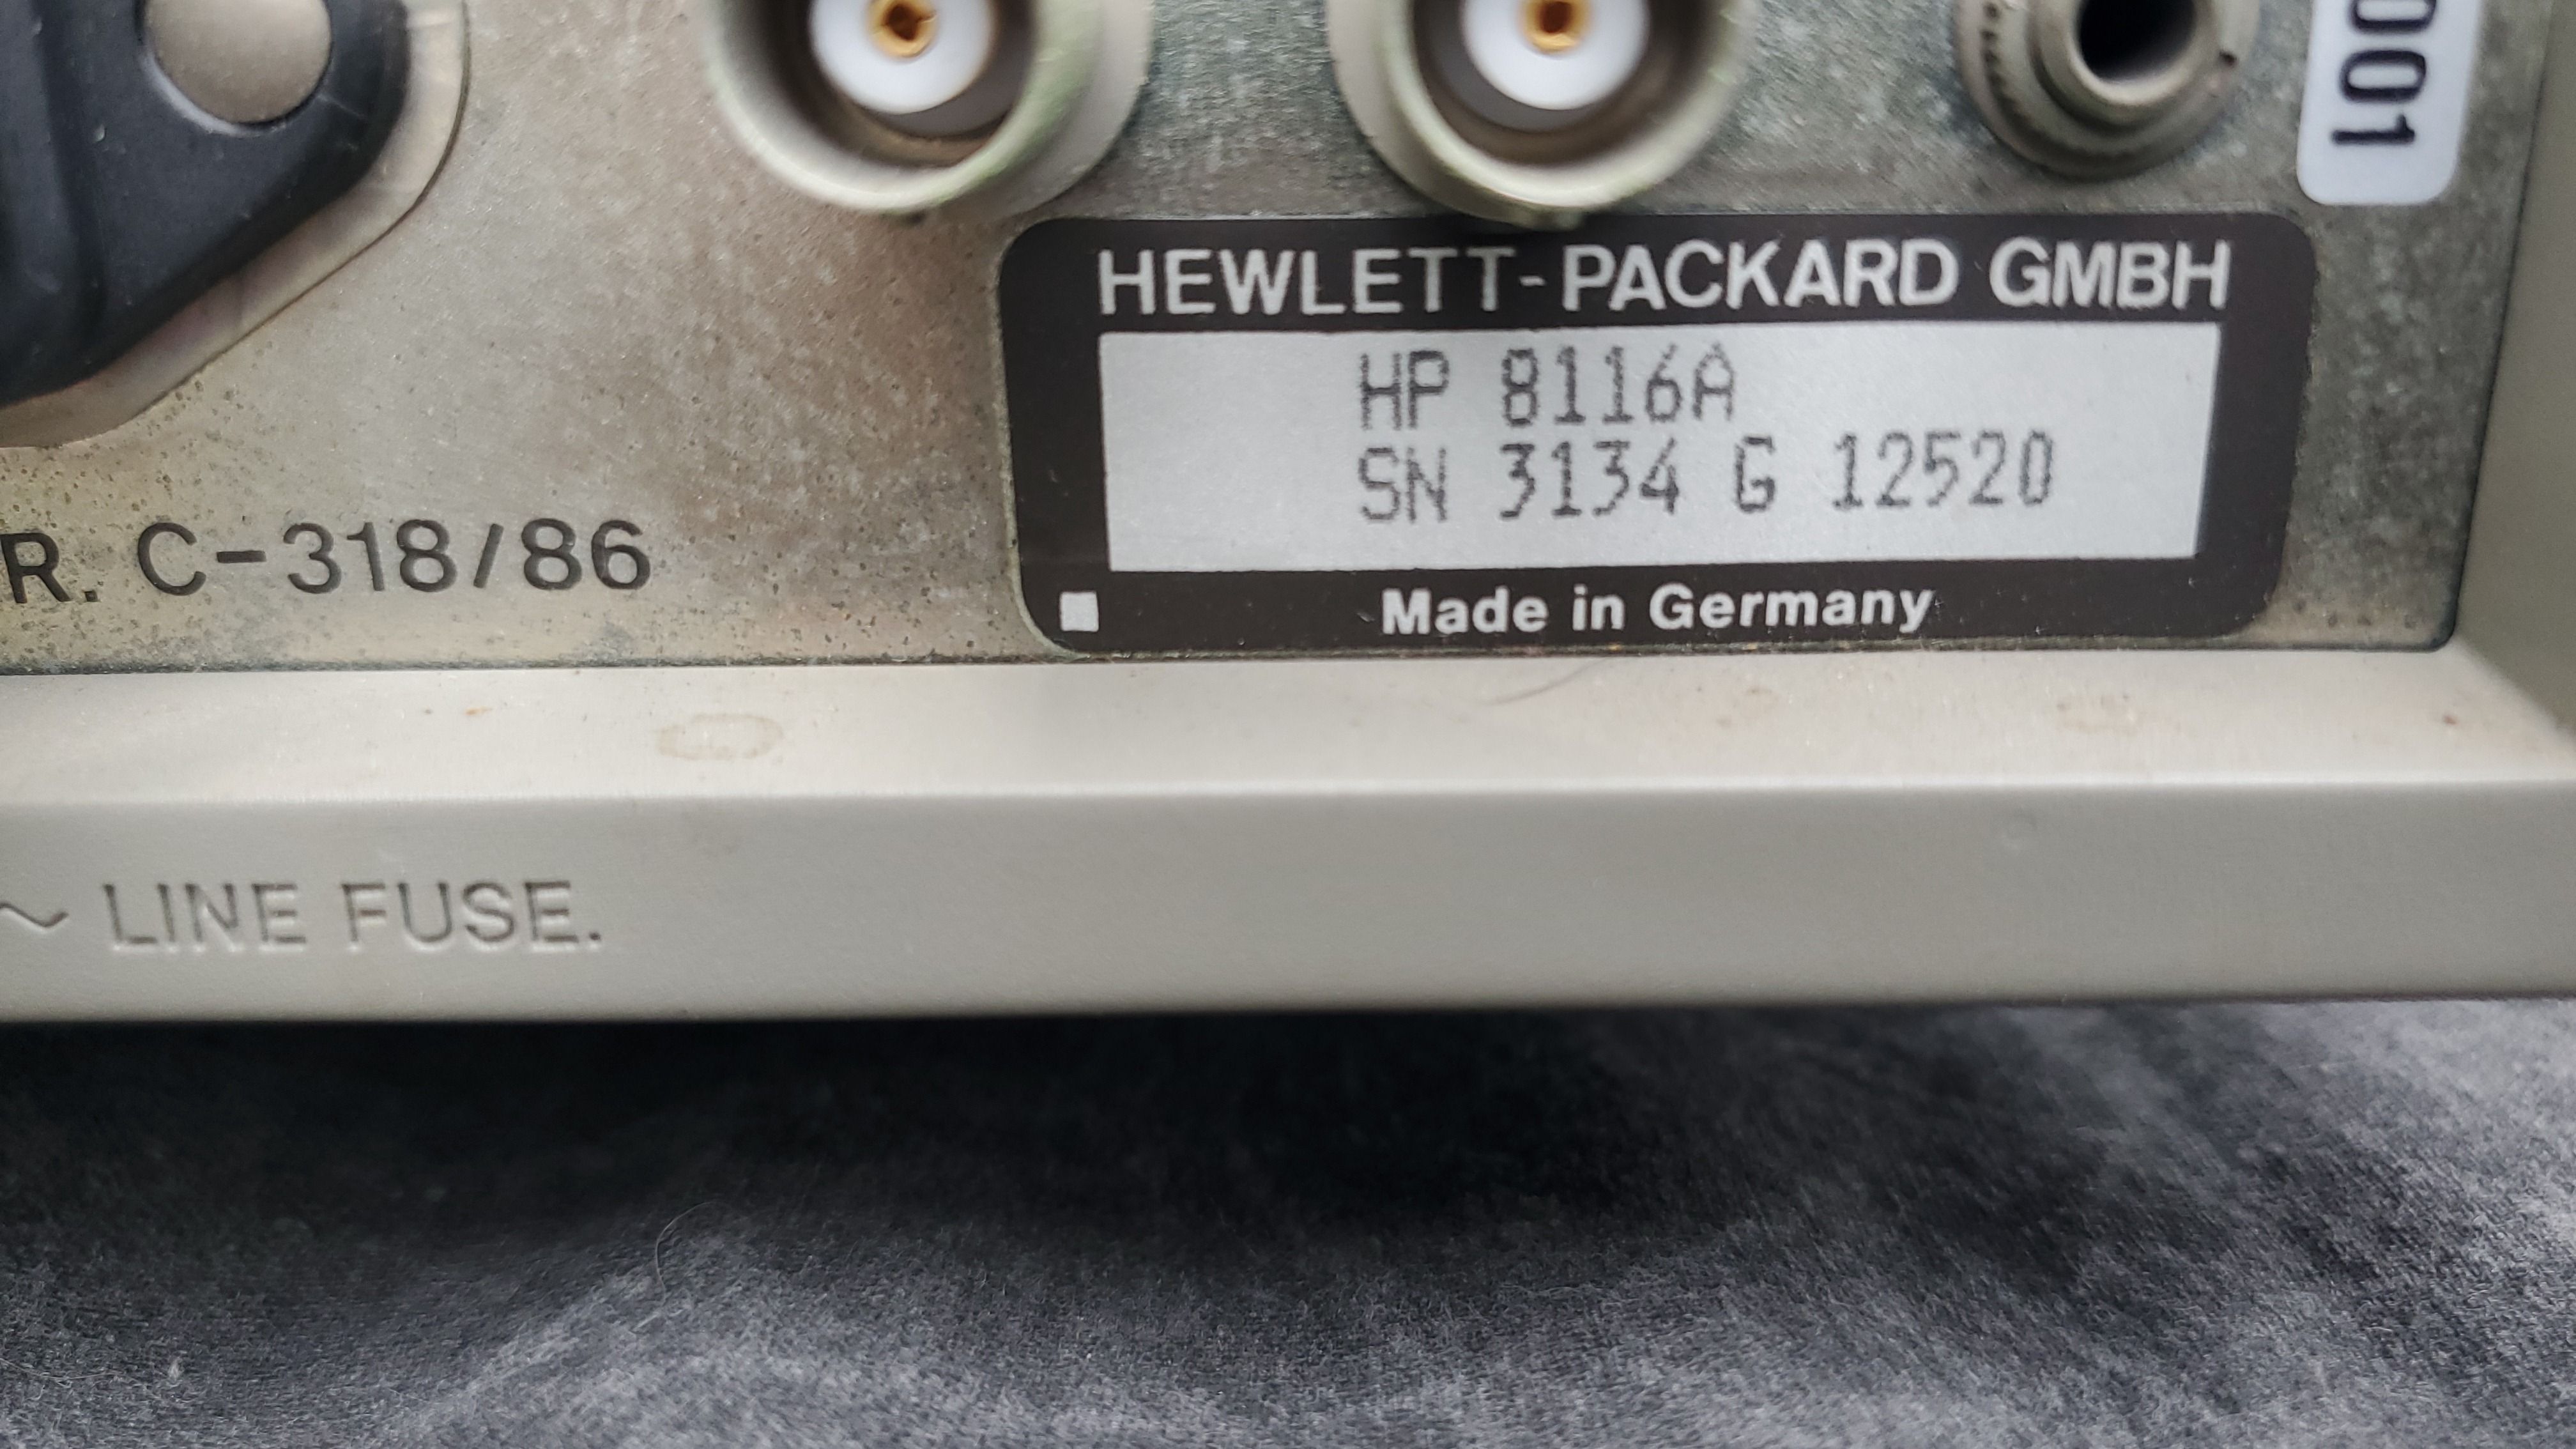 001
HEWLETT-PACKARD GMBH
HP 8116A
SN 3134 G 12520
Made in Germany
R. C-318/86
~ LINE FUSE.